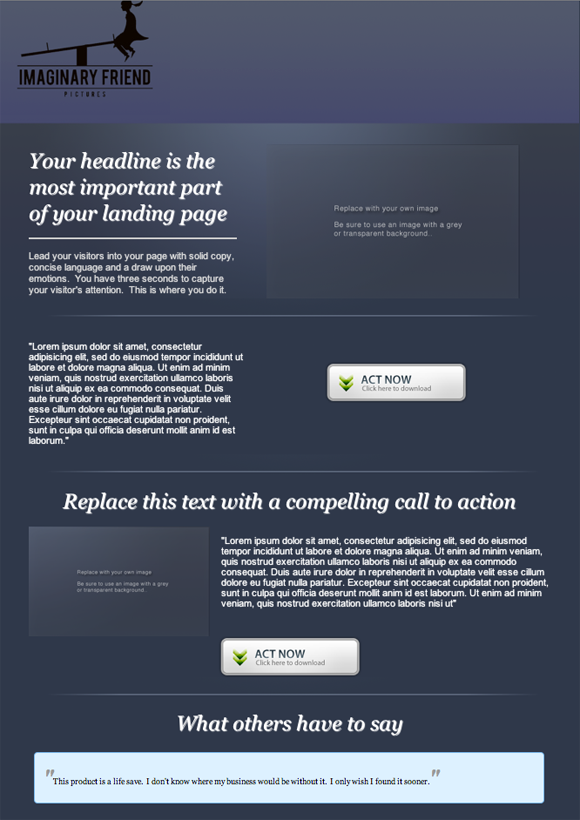 IMAGINARY FRIEND
PICTURES
Your headline is the
most important part
of your landing page
Replace with your own image
Be sure to use an image with a grey
or transparent background..
Lead your visitors into your page with solid copy,
concise language and a draw upon their
emotions.  You have three seconds to capture
your visitor's attention.  This is where you do it.
"Lorem ipsum dolor sit amet, consectetur
adipisicing elit, sed do eiusmod tempor incididunt ut
labore et dolore magna aliqua. Ut enim ad minim
veniam, quis nostrud exercitation ullamco laboris
nisi ut aliquip ex ea commodo consequat. Duis
aute irure dolor in reprehenderit in voluptate velit
esse cillum dolore eu fugiat nulla pariatur.
Excepteur sint occaecat cupidatat non proident,
sunt in culpa qui officia deserunt mollit anim id est
laborum."
ACT NOW
Click here to download
Replace this text with a compelling call to action
Replace with your own image
Be sure to use an image with a grey
or transparent background..
"Lorem ipsum dolor sit amet, consectetur adipisicing elit, sed do eiusmod
tempor incididunt ut labore et dolore magna aliqua. Ut enim ad minim veniam,
quis nostrud exercitation ullamco laboris nisi ut aliquip ex ea commodo
consequat. Duis aute irure dolor in reprehenderit in voluptate velit esse cillum
dolore eu fugiat nulla pariatur. Excepteur sint occaecat cupidatat non proident,
sunt in culpa qui officia deserunt mollit anim id est laborum. Ut enim ad minim
veniam, quis nostrud exercitation ullamco laboris nisi ut"
ACT NOW
Click here to download
What others have to say
"This product is a life save.  I don't know where my business would be without it.  I only wish I found it sooner. "